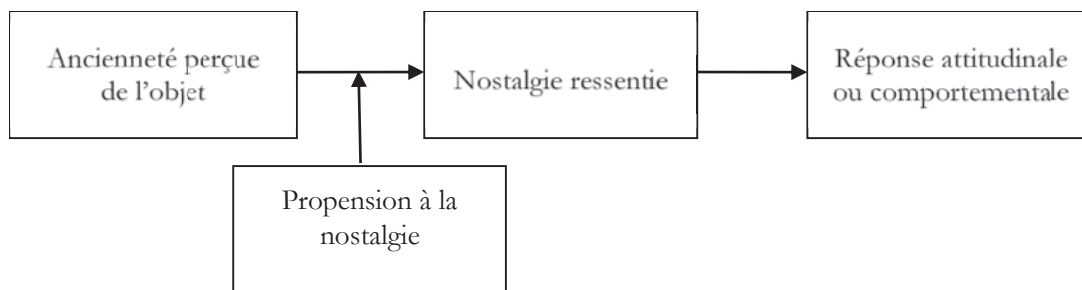 Ancienneté perçue
de l'objet
Nostalgie ressentie
Réponse attitudinale
ou comportementale
Propension à la
nostalgie